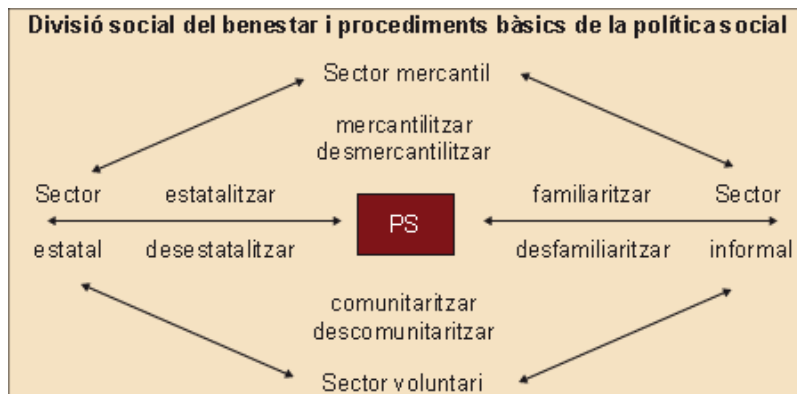 Divisió social del benestar i procediments bàsics de la política social
Sector mercantil
mercantilitzar
desmercantilitzar
Sector estatalitzar familiaritzar Sector
PS
estatal desestatalitzar desfamiliaritzar informal
comunitaritzar
descomunitaritzar
Sector voluntari